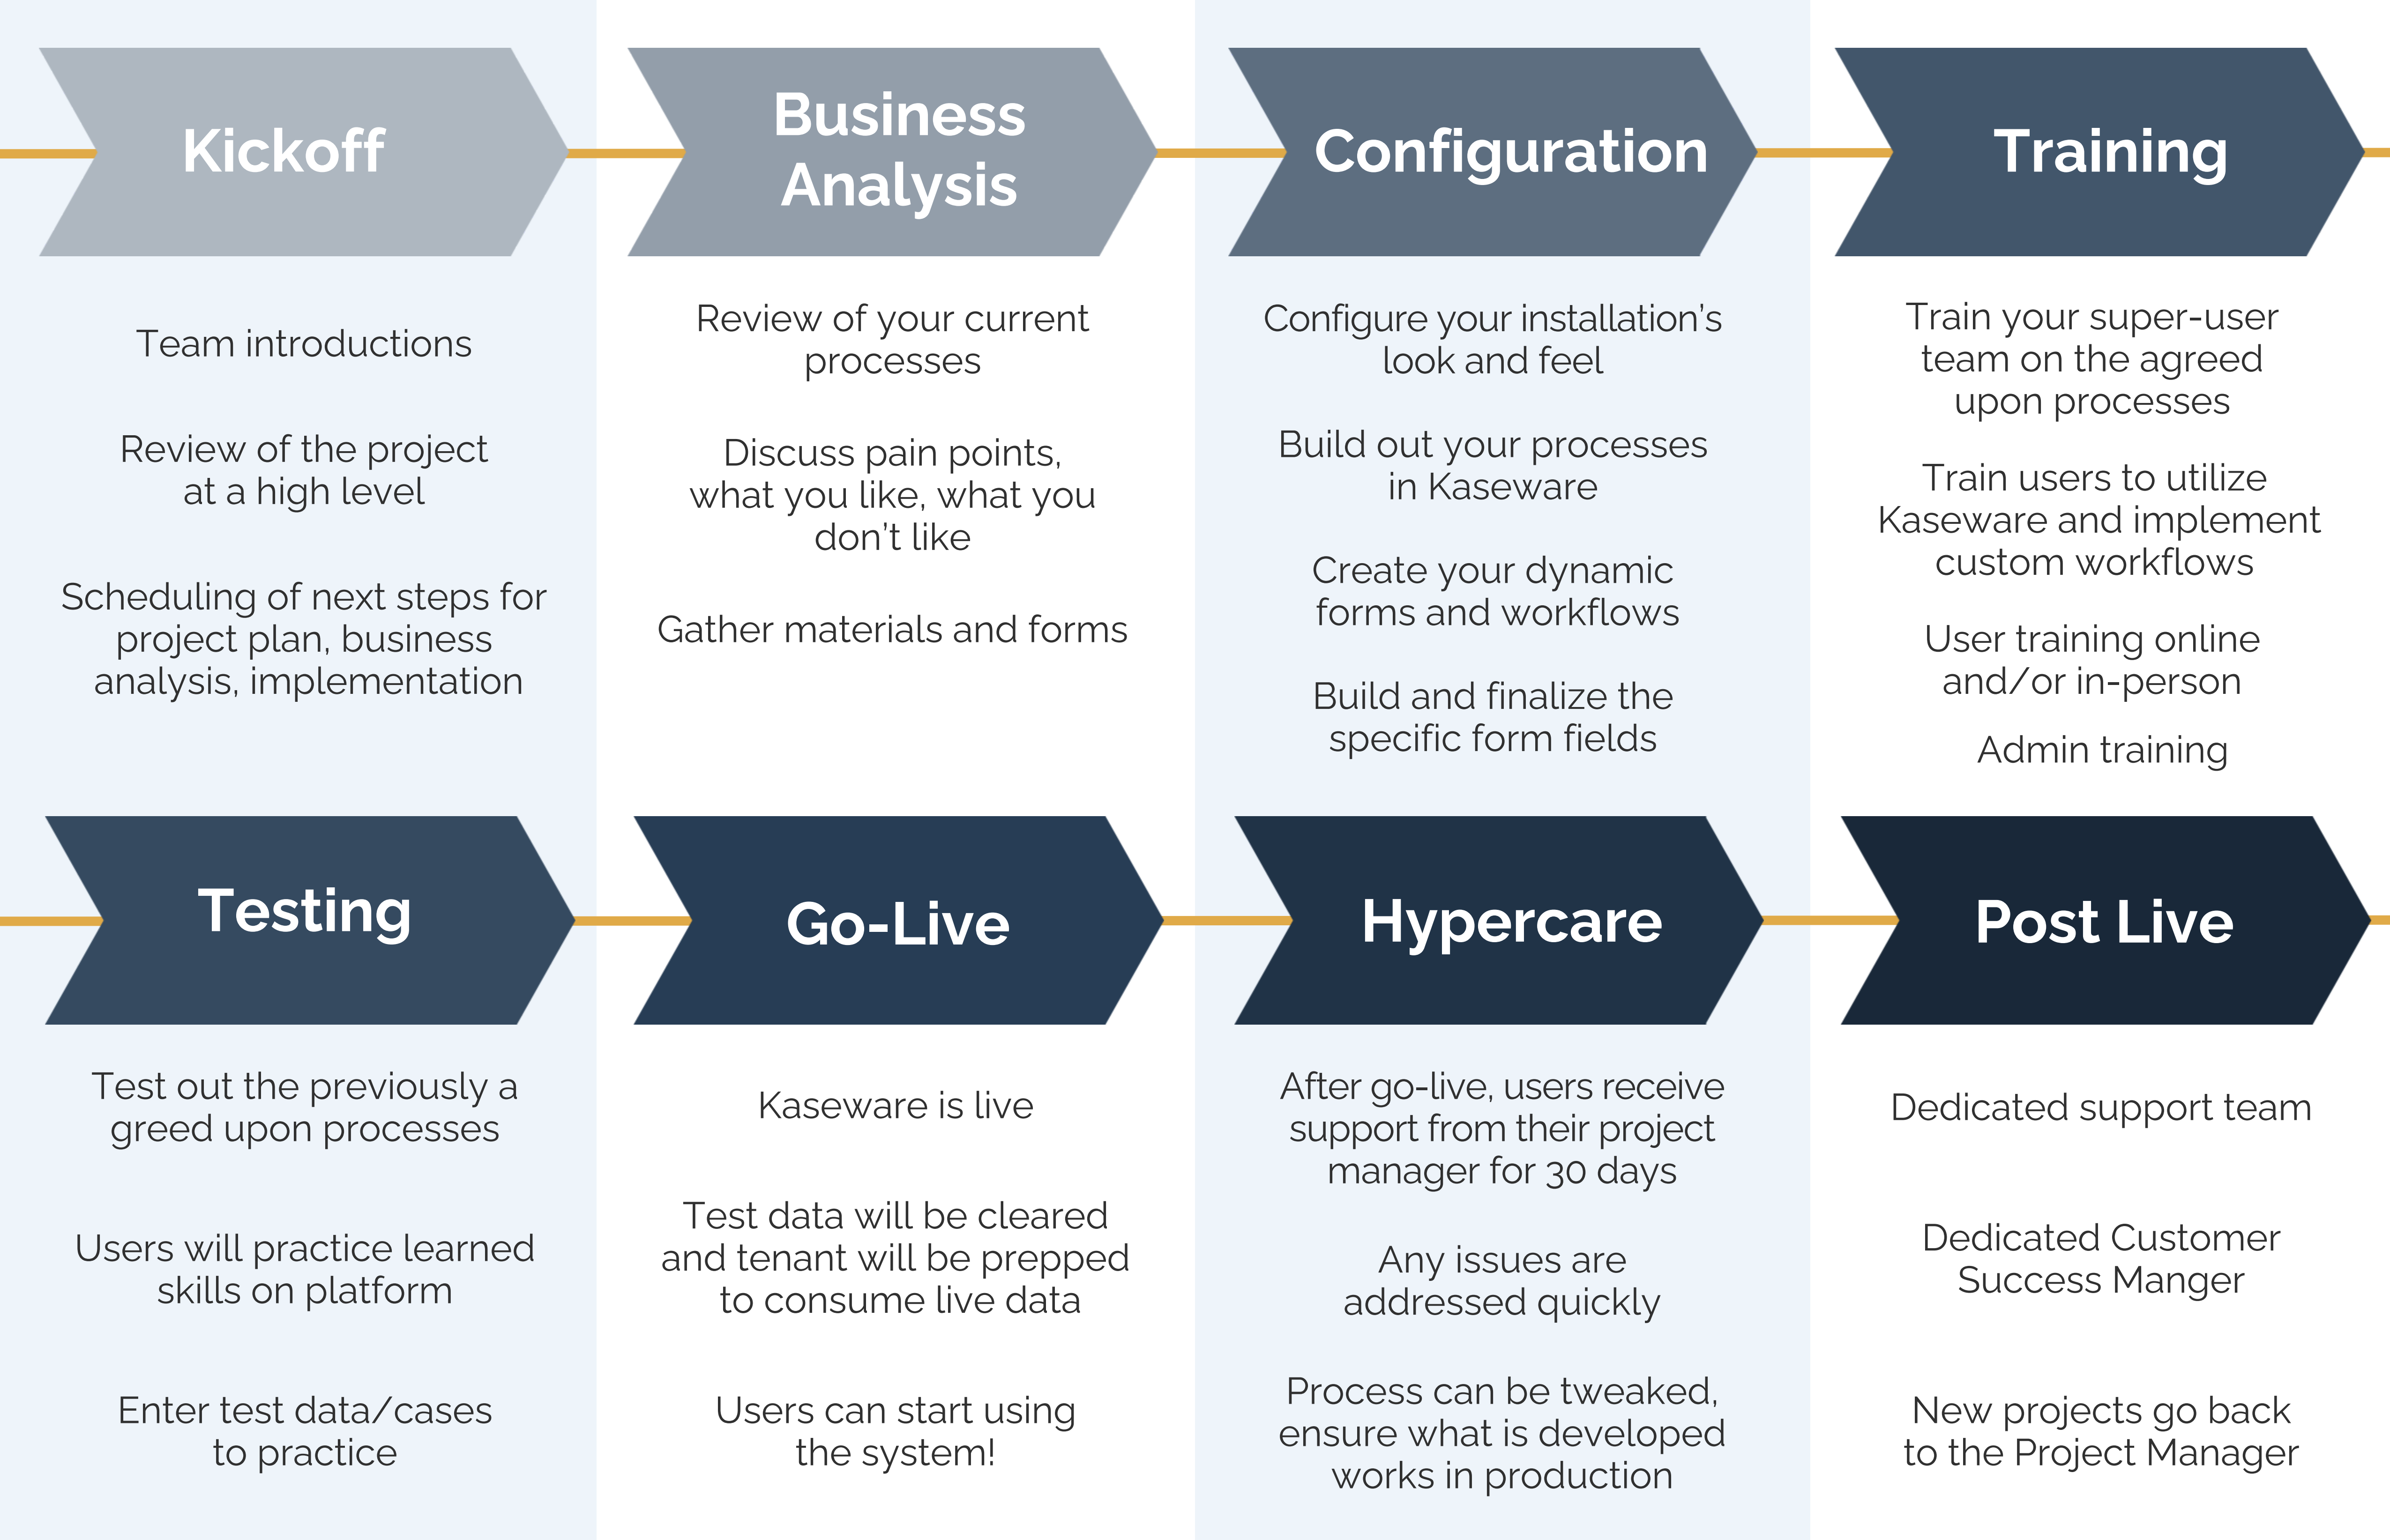 Kickoff
Team introductions
Review of the project
at a high level
Scheduling of next steps for
project plan, business
analysis, implementation
Business
Analysis
Review of your current
processes
Discuss pain points,
what you like, what you
don't like
Gather materials and forms
Configuration
Configure your installation's
look and feel
Build out your processes
in Kaseware
Create your dynamic
forms and workflows
Build and finalize the
specific form fields
Training
Train your super-user
team on the agreed
upon processes
Train users to utilize
Kaseware and implement
custom workflows
User training online
and/or in-person
Admin training
Testing
Test out the previously a
greed upon processes
Users will practice learned
skills on platform
Enter test data/cases
to practice
Go-Live
Kaseware is live
Test data will be cleared
and tenant will be prepped
to consume live data
Users can start using
the system!
Hypercare
After go-live, users receive
support from their project
manager for 30 days
Any issues are
addressed quickly
Process can be tweaked,
ensure what is developed
works in production
Post Live
Dedicated support team
Dedicated Customer
Success Manger
New projects go back
to the Project Manager